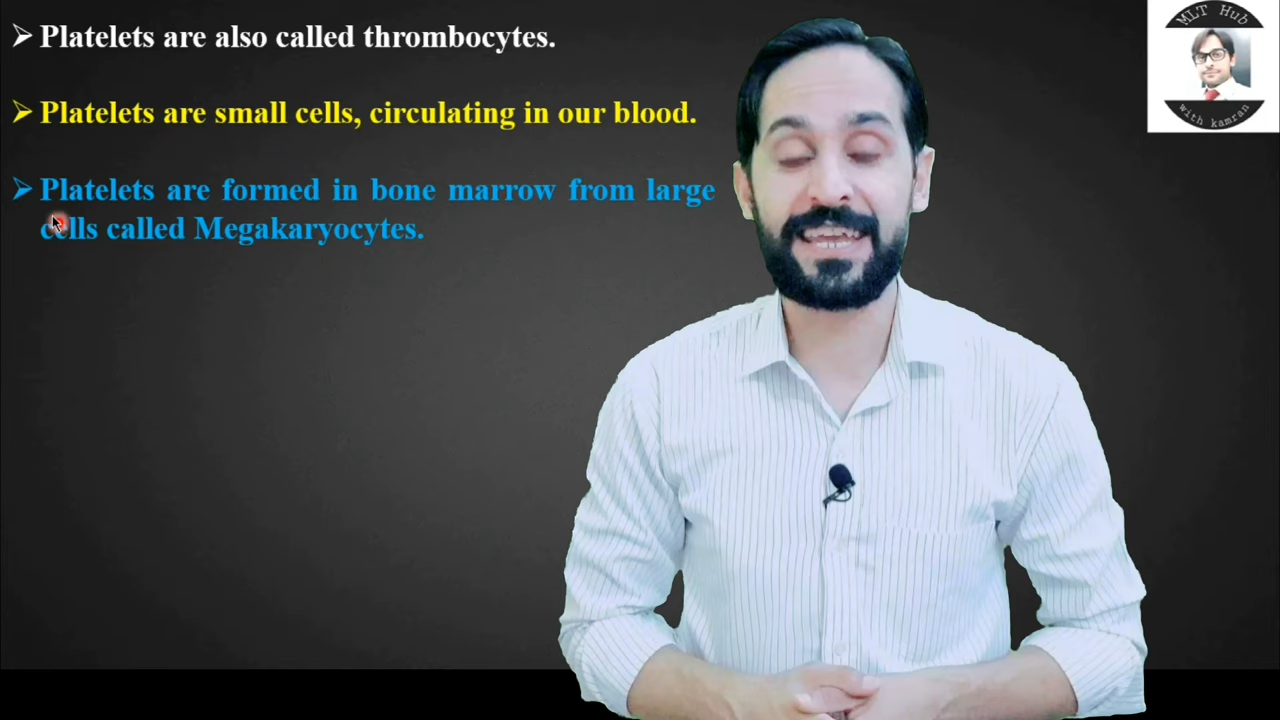 Platelets are also called thrombocytes.
Platelets are small cells, circulating in our blood.
Platelets are formed in bone marrow from large
cells called Megakaryocytes.
MLT Hub
with kamran